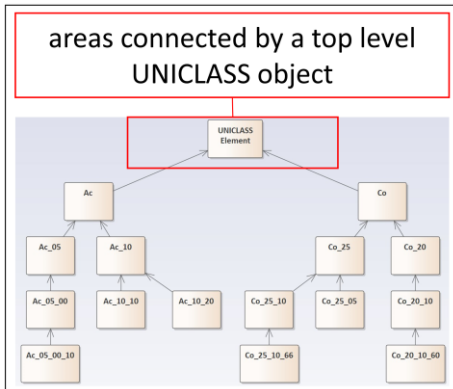 areas connected by a top level
UNICLASS object
UNICLASS
Element
Ac
Co
Ac_05
Ac_10
Co_25
Co_20
Ac_05_00
Ac_10_10
Ac_10_20
Co_25_10
Co_25_05
Co_20_10
Ac_05_00_10
Co_25_10_66
Co_20_10_60